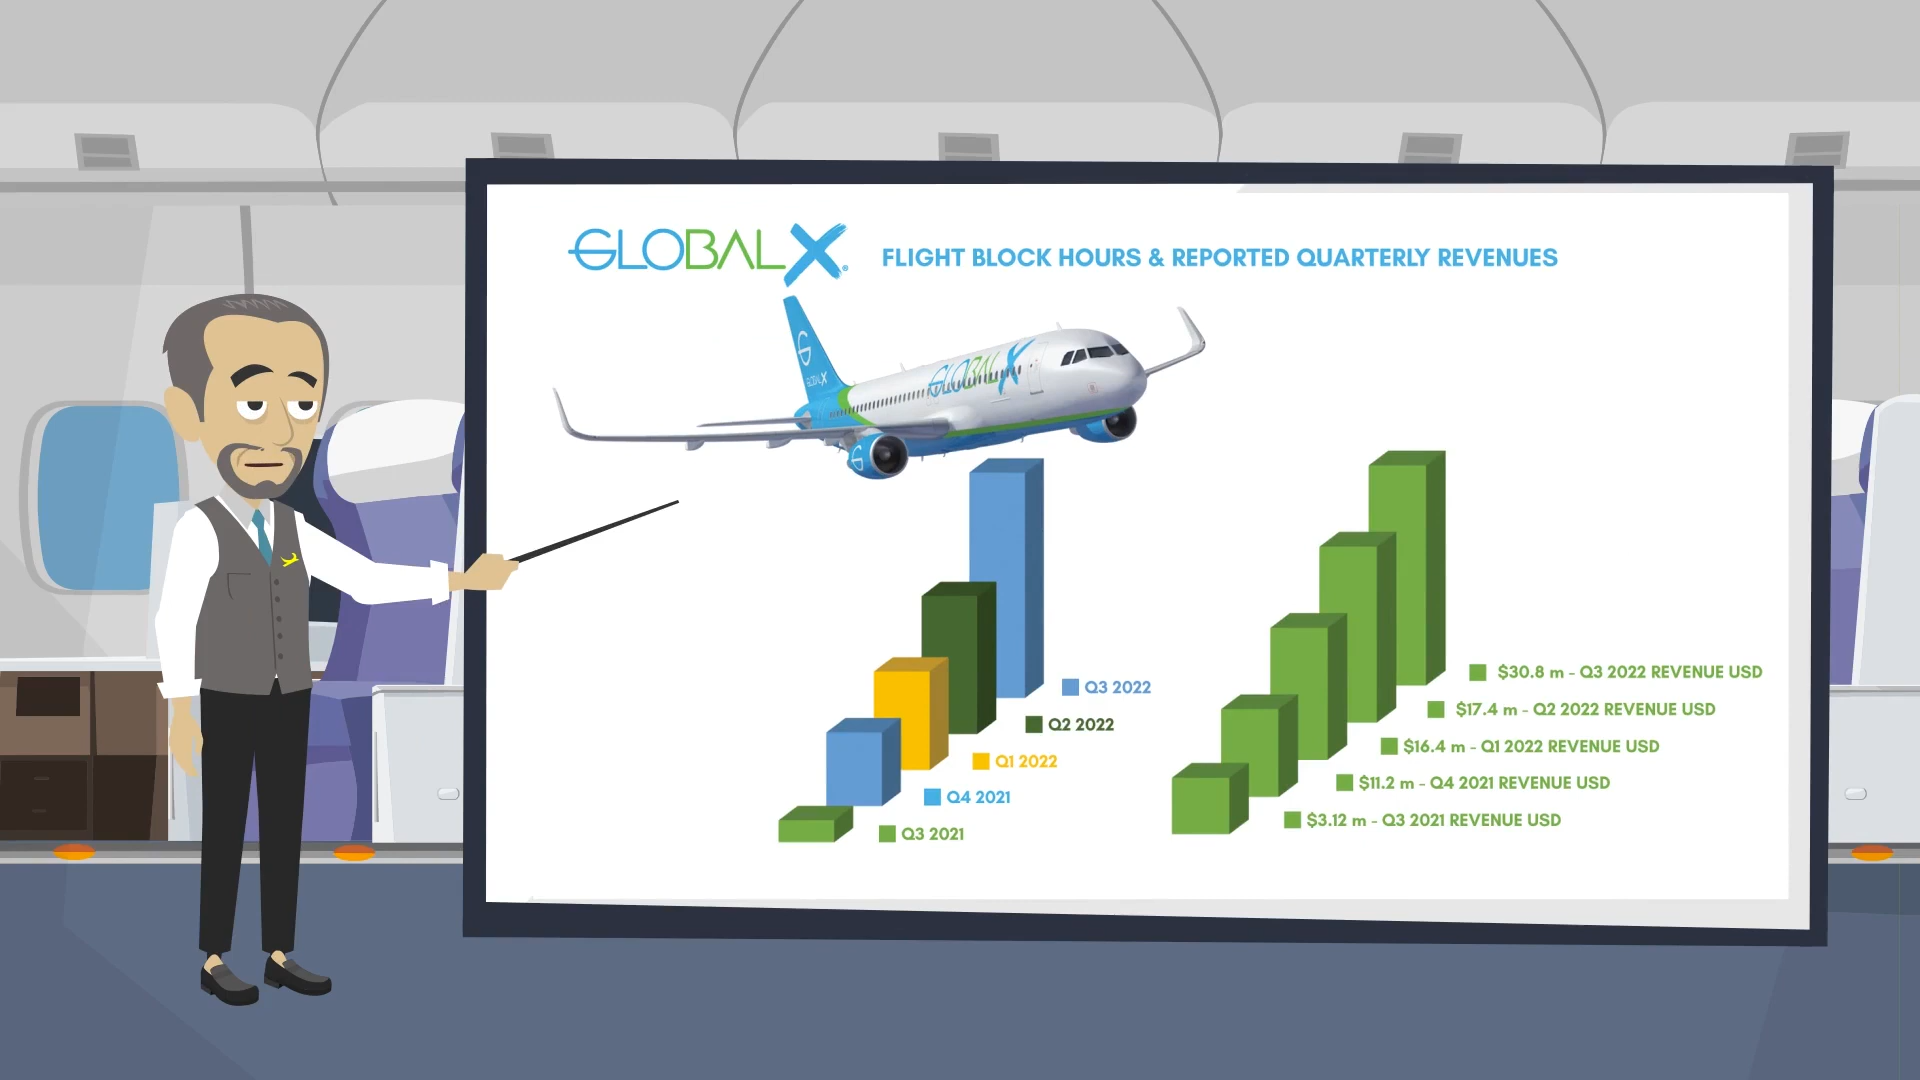 GLOBALX®
FLIGHT BLOCK HOURS & REPORTED QUARTERLY REVENUES
GLOBALX
GLOBALX
Q3 2022
Q2 2022
Q1 2022
Q4 2021
Q3 2021
$30.8 m - Q3 2022 REVENUE USD
$17.4 m - Q2 2022 REVENUE USD
$16.4 m - Q1 2022 REVENUE USD
$11.2 m - Q4 2021 REVENUE USD
$3.12 m - Q3 2021 REVENUE USD